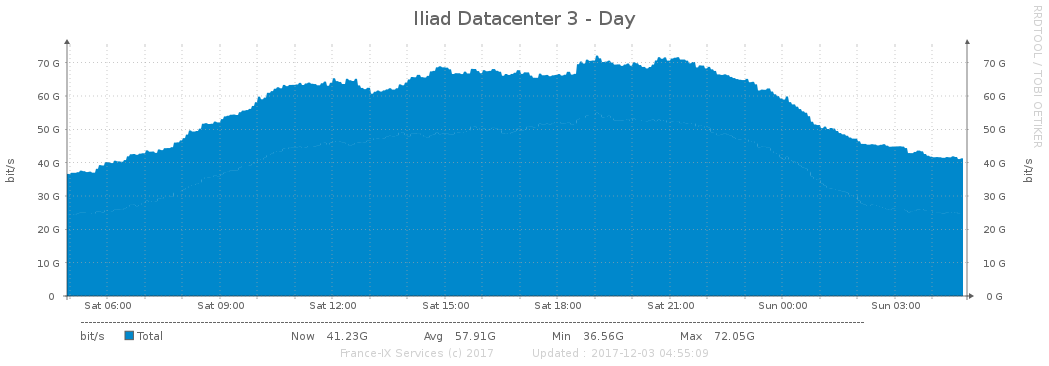 Iliad Datacenter 3 - Day
RRDTOOL / TOBI OETIKER
bit/s
70 G
60 G
50 G
40 G
30 G
20 G
10 G
0
70 G
60 G
50 G
40 G
30 G
20 G
10 G
0 G
bit/s
Sat 06:00 Sat 09:00 Sat 12:00 Sat 15:00 Sat 18:00 Sat 21:00 Sun 00:00 Sun 03:00
bit/s Total Now 41.23G Avg 57.91G Min 36.56G Max 72.05G
France-IX Services (c) 2017 Updated : 2017-12-03 04:55:09